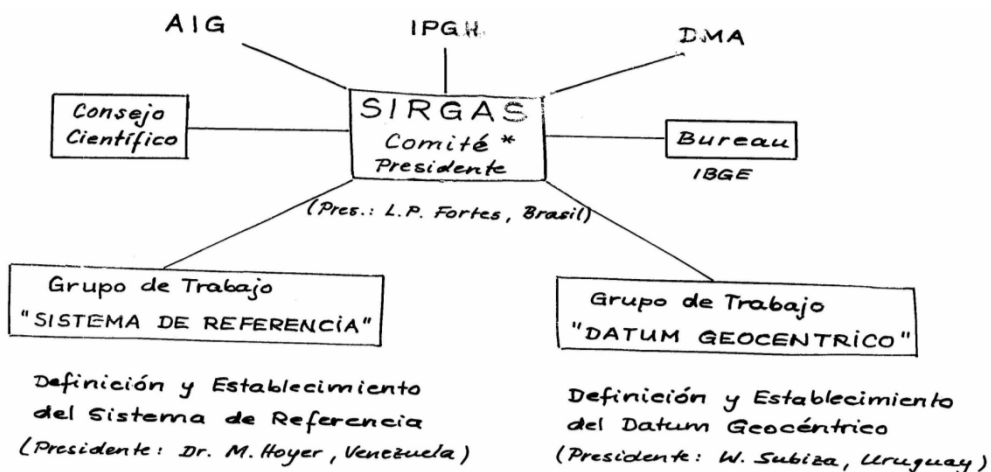 AIG
IPGH
DMA
Consejo
Científico
SIRGAS
Comité *
Presidente
Bureau
IBGE
(Pres.: L.P. Fortes, Brasil)
Grupo de Trabajo
"SISTEMA DE REFERENCIA"
Grupo de Trabajo
"DATUM GEOCENTRICO"
Definición y Establecimiento
del Sistema de Referencia
(Presidente: Dr. M. Hoyer, Venezuela)
Definición y Establecimiento
del Datum Geocéntrico
(Presidente: W. Subiza, Uruguay)